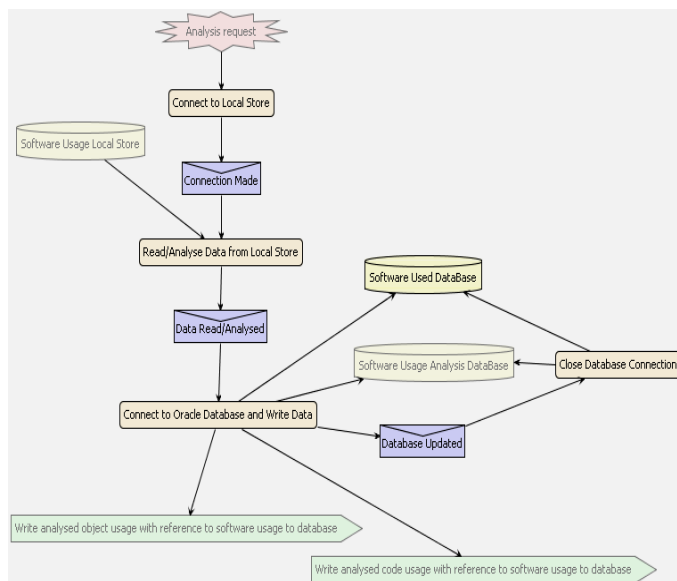 Analysis request
Connect to Local Store
Software Usage Local Store
Connection Made
Read/Analyse Data from Local Store
Software Used DataBase
Data Read/Analysed
Software Usage Analysis DataBase
Close Database Connection
Connect to Oracle Database and Write Data
Database Updated
Write analysed object usage with reference to software usage to database
Write analysed code usage with reference to software usage to database